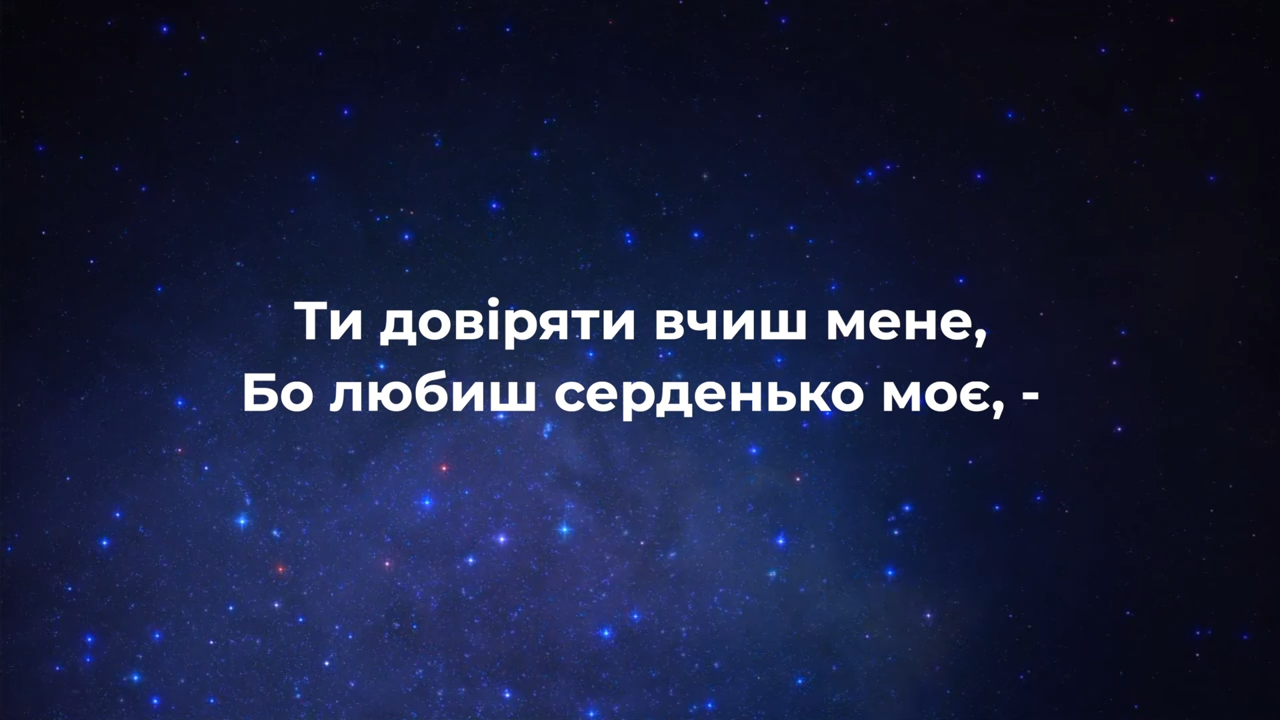 Ти довіряти вчиш мене,
Бо любиш серденько моє, -